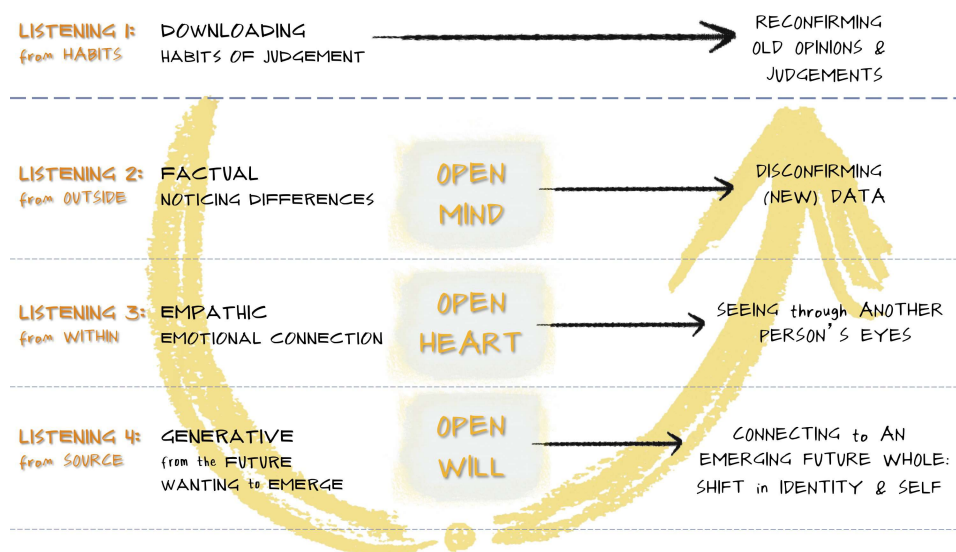 LISTENING 1:
from HABITS
DOWNLOADING
HABITS OF JUDGEMENT
RECONFIRMING
OLD OPINIONS &
JUDGEMENTS
LISTENING 2:
from OUTSIDE
FACTUAL
NOTICING DIFFERENCES
OPEN
MIND
DISCONFIRMING
(NEW) DATA
LISTENING 3:
from WITHIN
EMPATHIC
EMOTIONAL CONNECTION
OPEN
HEART
SEEING through ANOTHER
PERSON'S EYES
LISTENING 4:
from SOURCE
GENERATIVE
from the FUTURE
WANTING to EMERGE
OPEN
WILL
CONNECTING to AN
EMERGING FUTURE WHOLE:
SHIFT in IDENTITY & SELF